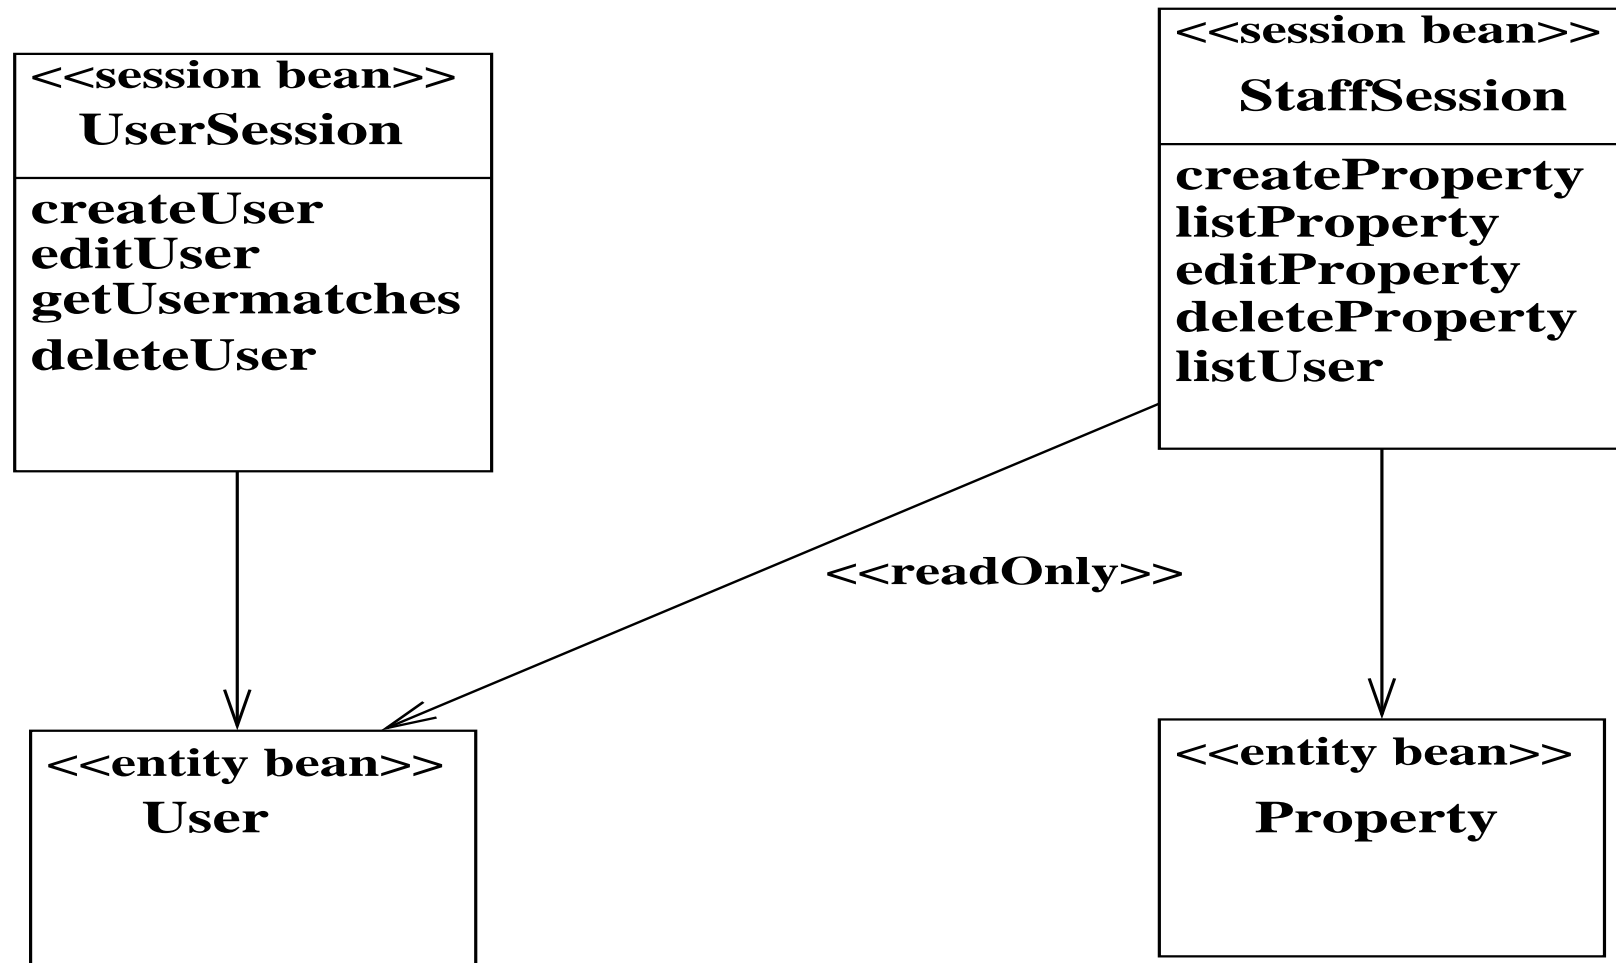 <<session bean>>
UserSession
createUser
editUser
getUsermatches
deleteUser
<<session bean>>
StaffSession
createProperty
listProperty
editProperty
deleteProperty
listUser
<<readOnly>>
<<entity bean>>
User
<<entity bean>>
Property